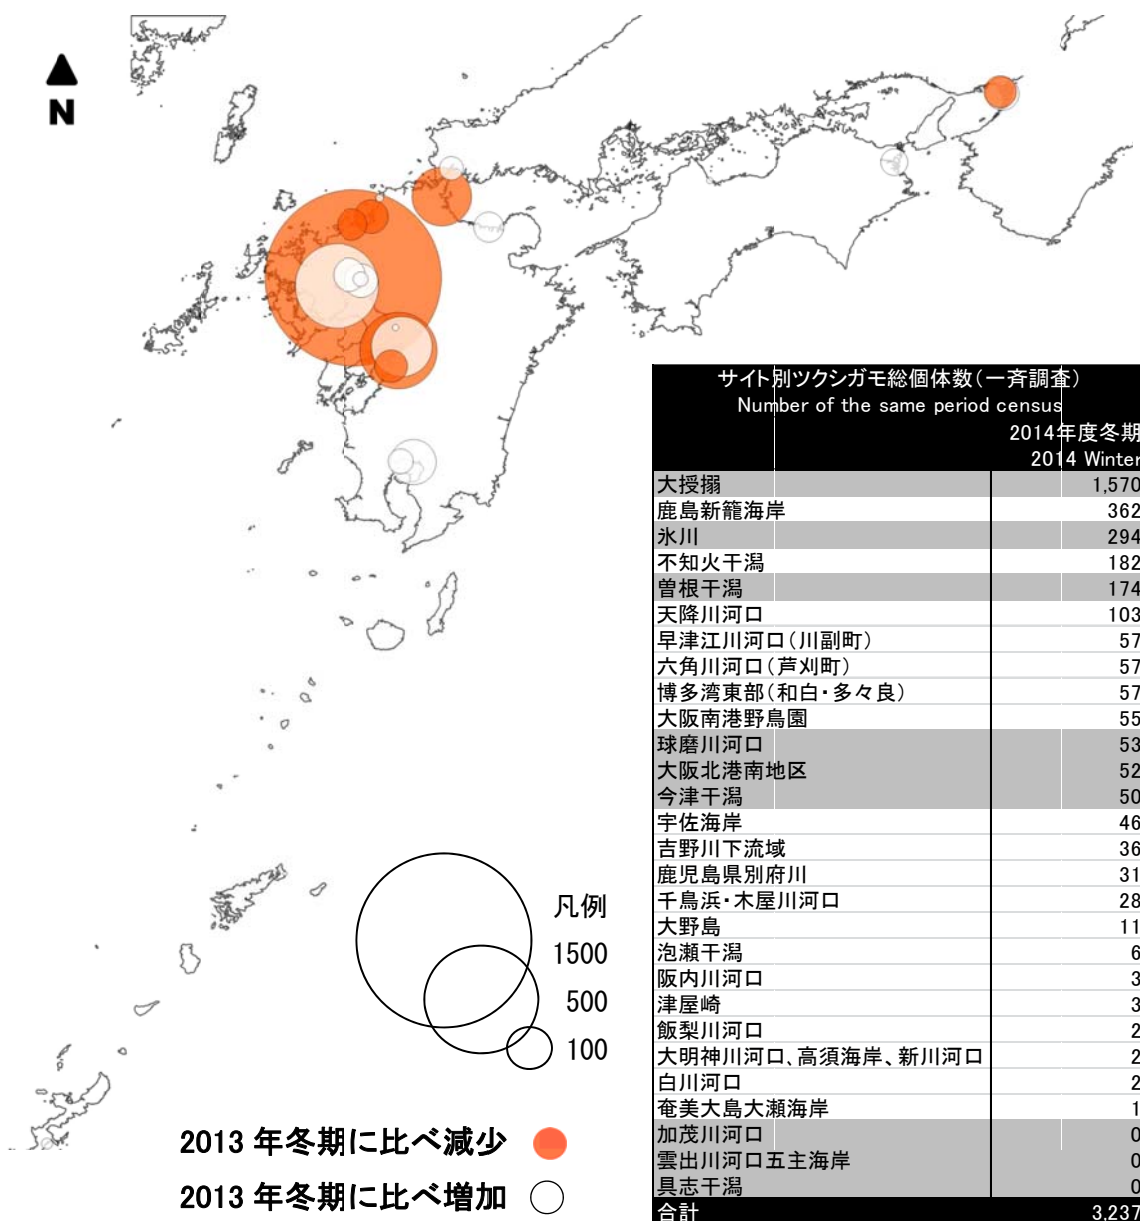 N
サイト別ツクシガモ総個体数(一斉調査)
Number of the same period census
2014年度冬期
2014 Winter
大授搦 1,570
鹿島新籠海岸 362
氷川 294
不知火干潟 182
曽根干潟 174
天降川河口 103
早津江川河口(川副町) 57
六角川河口(芦刈町) 57
博多湾東部(和白・多々良) 57
大阪南港野鳥園 55
球磨川河口 53
大阪北港南地区 52
今津干潟 50
宇佐海岸 46
吉野川下流域 36
鹿児島県別府川 31
千鳥浜・木屋川河口 28
大野島 11
泡瀬干潟 6
阪内川河口 3
津屋崎 3
飯梨川河口 2
大明神川河口、高須海岸、新川河口 2
白川河口 2
奄美大島大瀬海岸 1
加茂川河口 0
雲出川河口五主海岸 0
具志干潟 0
合計 3,237
凡例
1500
500
100
2013 年冬期に比べ減少
2013 年冬期に比べ増加